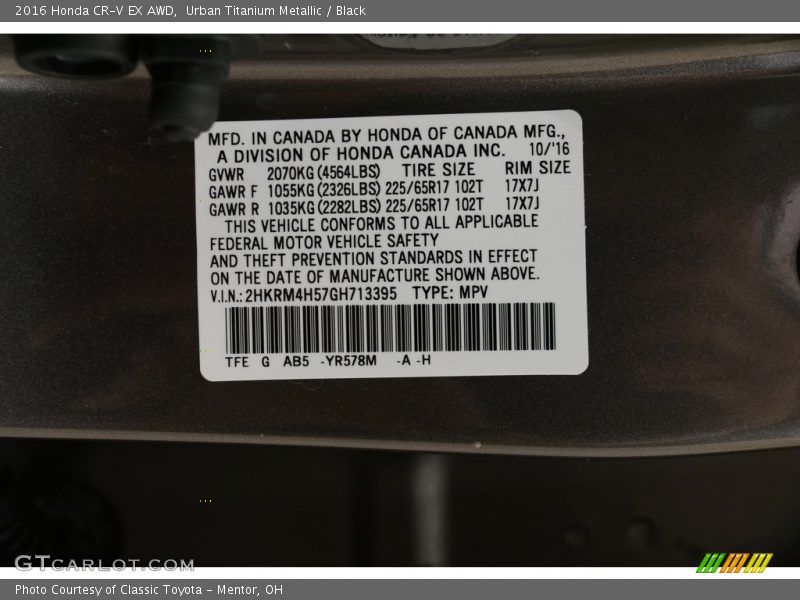 2016 Honda CR-V EX AWD, Urban Titanium Metallic / Black
MFD. IN CANADA BY HONDA OF CANADA MFG.,
A DIVISION OF HONDA CANADA INC. 10/'16
GVWR 2070KG (4564LBS) TIRE SIZE RIM SIZE
GAWR F 1055KG (2326LBS) 225/65R17 102T 17X7J
GAWR R 1035KG (2282LBS) 225/65R17 102T 17X7J
THIS VEHICLE CONFORMS TO ALL APPLICABLE
FEDERAL MOTOR VEHICLE SAFETY
AND THEFT PREVENTION STANDARDS IN EFFECT
ON THE DATE OF MANUFACTURE SHOWN ABOVE.
V.I.N.: 2HKRM4H57GH713395 TYPE: MPV
TFE G AB5 -YR578M -A -H
GTcarlot.com
Photo Courtesy of Classic Toyota - Mentor, OH